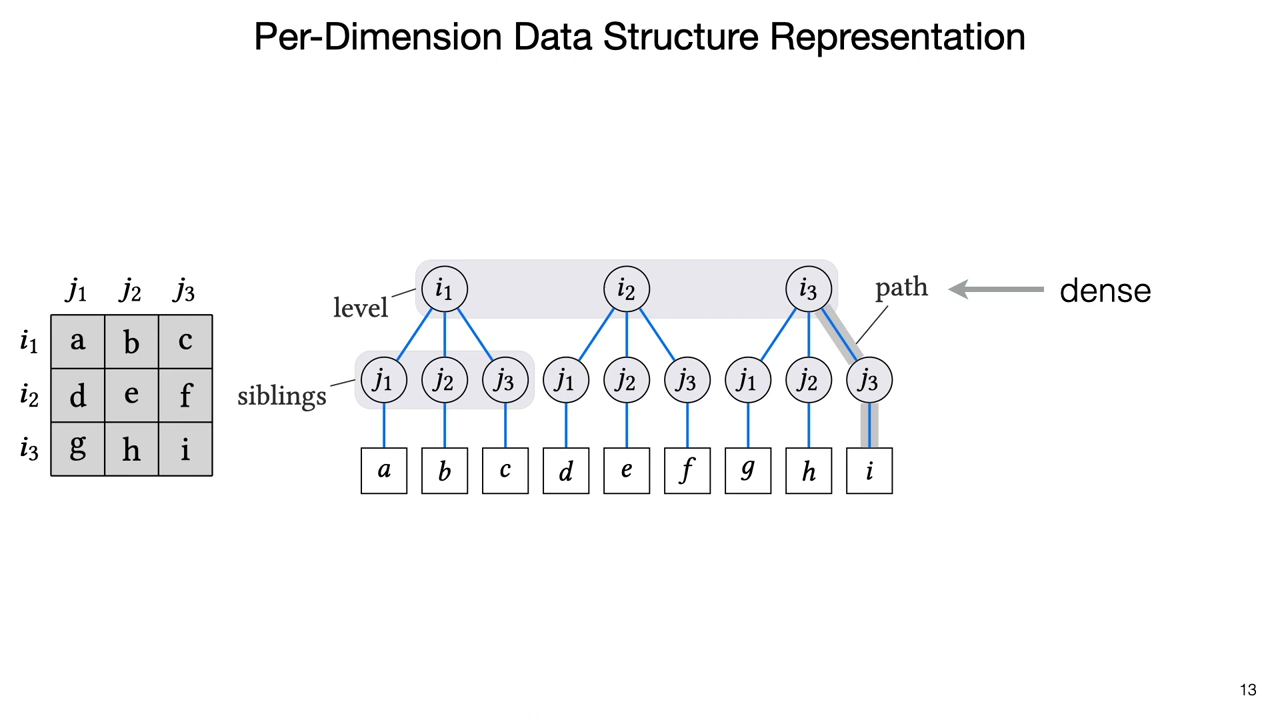 Per-Dimension Data Structure Representation
j₁ j₂ j₃
i₁ a b c
i₂ d e f
i₃ g h i
level
siblings
path
i₁ i₂ i₃
j₁ j₂ j₃ j₁ j₂ j₃ j₁ j₂ j₃
a b c d e f g h i
dense
13